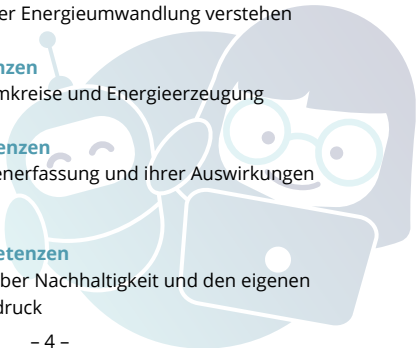 er Energieumwandlung verstehen
nzen
mkreise und Energieerzeugung
enzen
enerfassung und ihrer Auswirkungen
etenzen
ber Nachhaltigkeit und den eigenen
druck
– 4 –